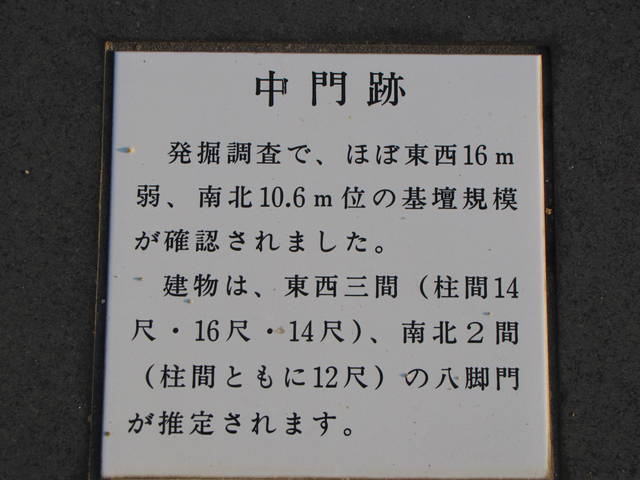 中門跡
発掘調査で、ほぼ東西16m
弱、南北10.6m位の基壇規模
が確認されました。
建物は、東西三間(柱間14
尺・16尺・14尺)、南北2間
(柱間ともに12尺)の八脚門
が推定されます。